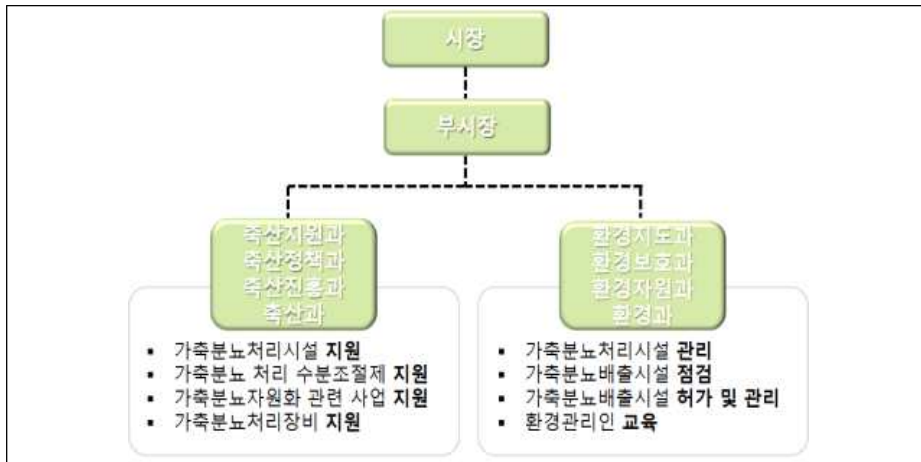 시장
부시장
축산지원과
축산정책과
축산진흥과
축산과
▪ 가축분뇨처리시설 지원
▪ 가축분뇨 처리 수분조절제 지원
▪ 가축분뇨자원화 관련 사업 지원
▪ 가축분뇨처리장비 지원
환경지도과
환경보호과
환경자원과
환경과
▪ 가축분뇨처리시설 관리
▪ 가축분뇨배출시설 점검
▪ 가축분뇨배출시설 허가 및 관리
▪ 환경관리인 교육